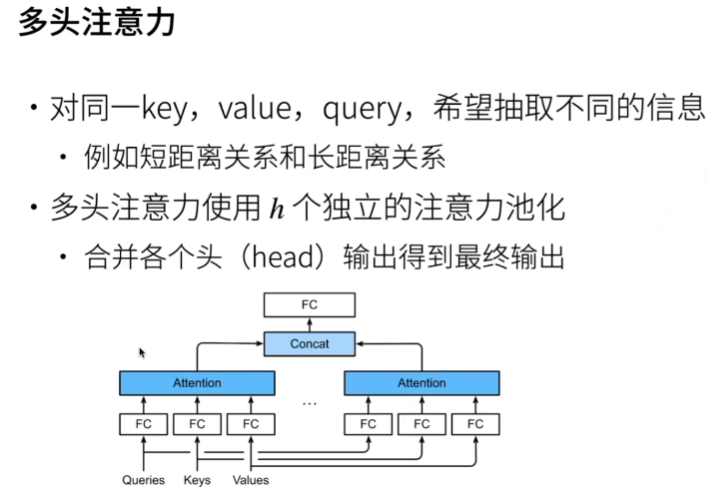 多头注意力
• 对同一key，value，query，希望抽取不同的信息
• 例如短距离关系和长距离关系
• 多头注意力使用 h 个独立的注意力池化
• 合并各个头（head）输出得到最终输出
FC
Concat
Attention ... Attention
FC FC FC FC FC FC
Queries Keys Values